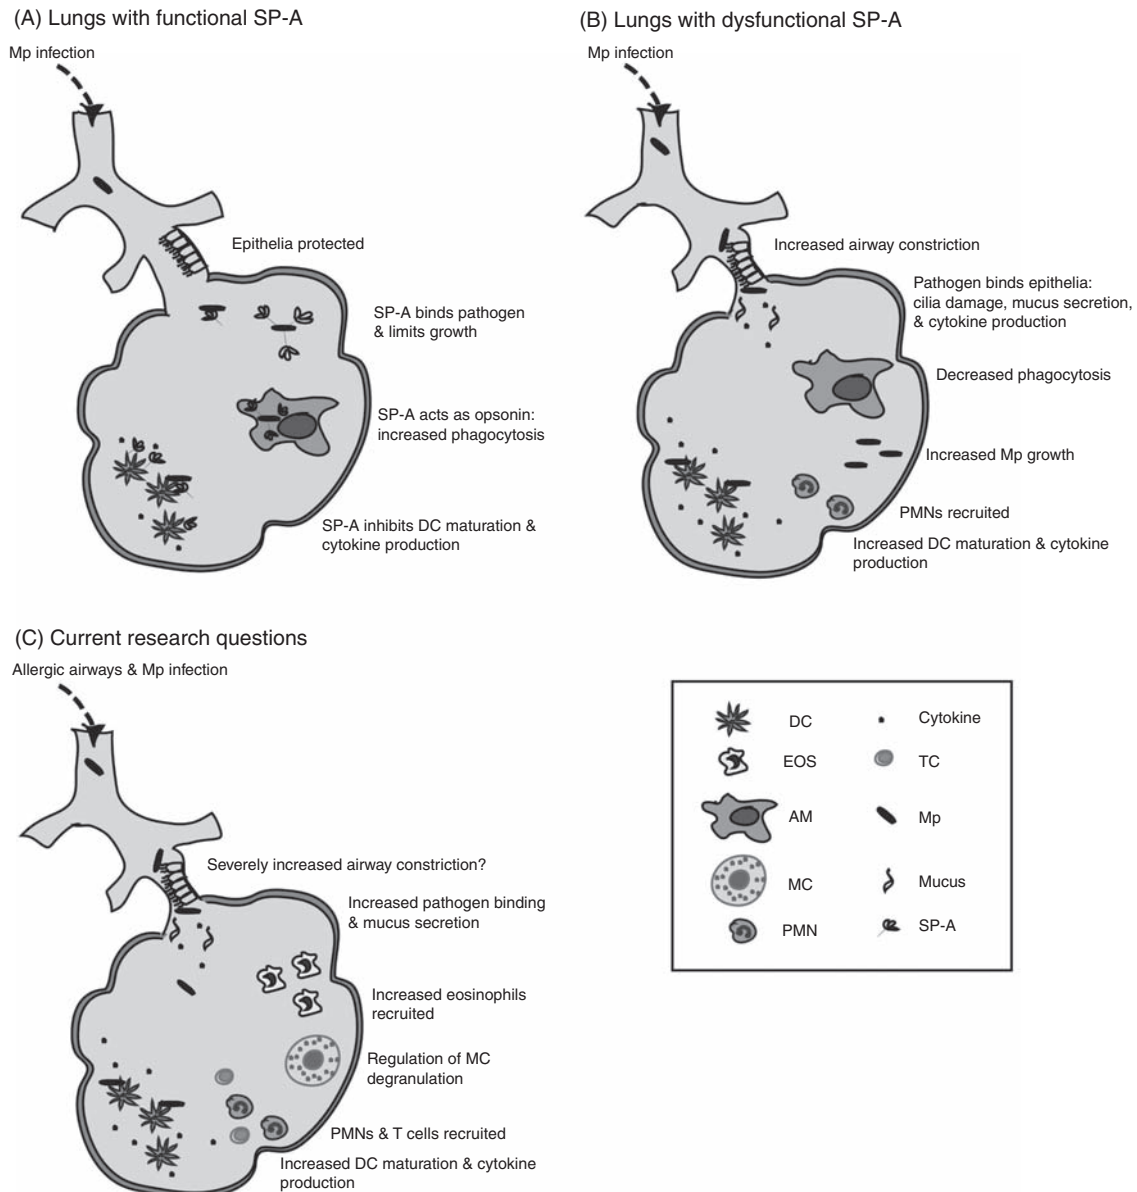 (A) Lungs with functional SP-A
Mp infection
Epithelia protected
SP-A binds pathogen
& limits growth
SP-A acts as opsonin:
increased phagocytosis
SP-A inhibits DC maturation &
cytokine production
(B) Lungs with dysfunctional SP-A
Mp infection
Increased airway constriction
Pathogen binds epithelia:
cilia damage, mucus secretion,
& cytokine production
Decreased phagocytosis
Increased Mp growth
PMNs recruited
Increased DC maturation & cytokine
production
(C) Current research questions
Allergic airways & Mp infection
Severely increased airway constriction?
Increased pathogen binding
& mucus secretion
Increased eosinophils
recruited
Regulation of MC
degranulation
PMNs & T cells recruited
Increased DC maturation & cytokine
production
DC
Cytokine
EOS
TC
AM
Mp
MC
Mucus
PMN
SP-A